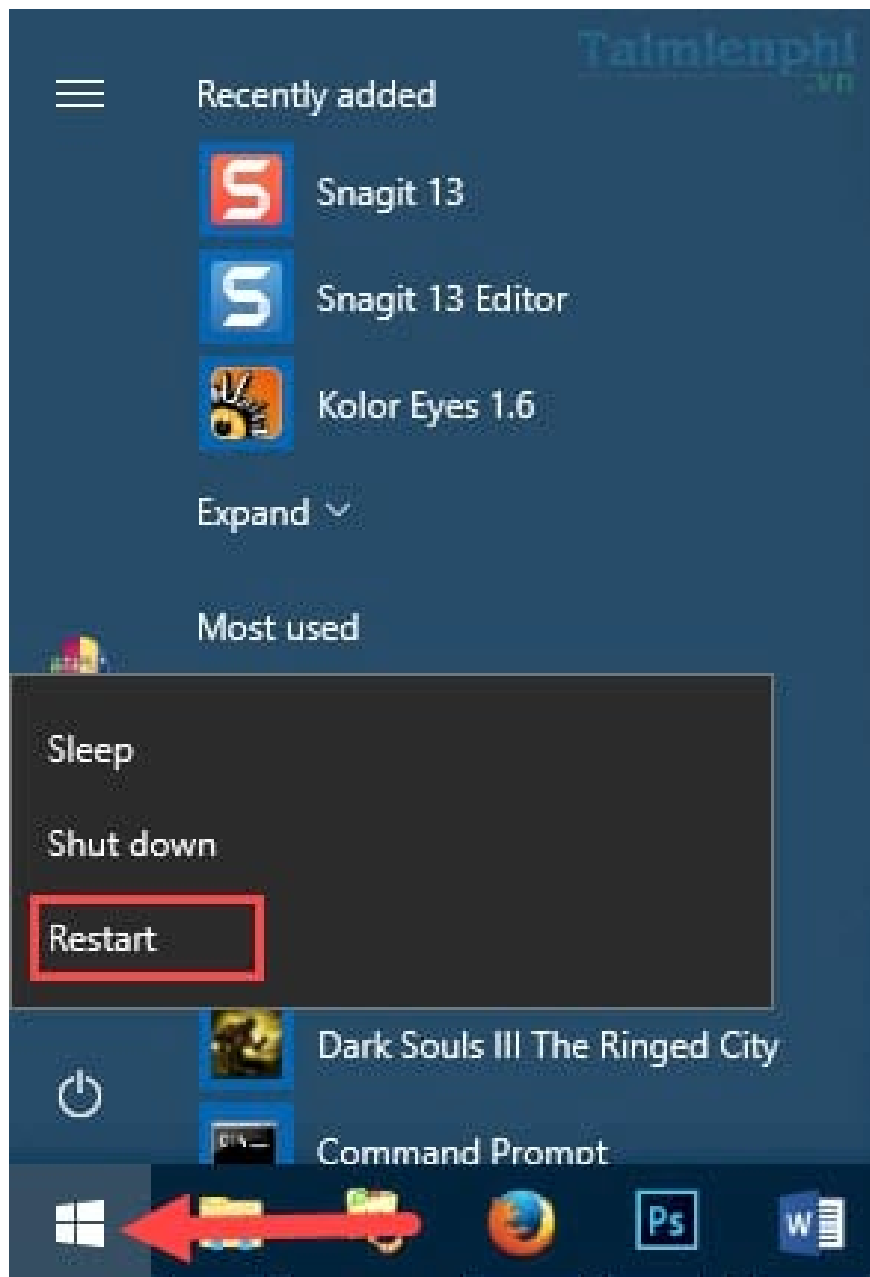 Taimienphi
.vn
Recently added
Snagit 13
Snagit 13 Editor
Kolor Eyes 1.6
Expand
Most used
Sleep
Shut down
Restart
Dark Souls III The Ringed City
Command Prompt
Ps
W